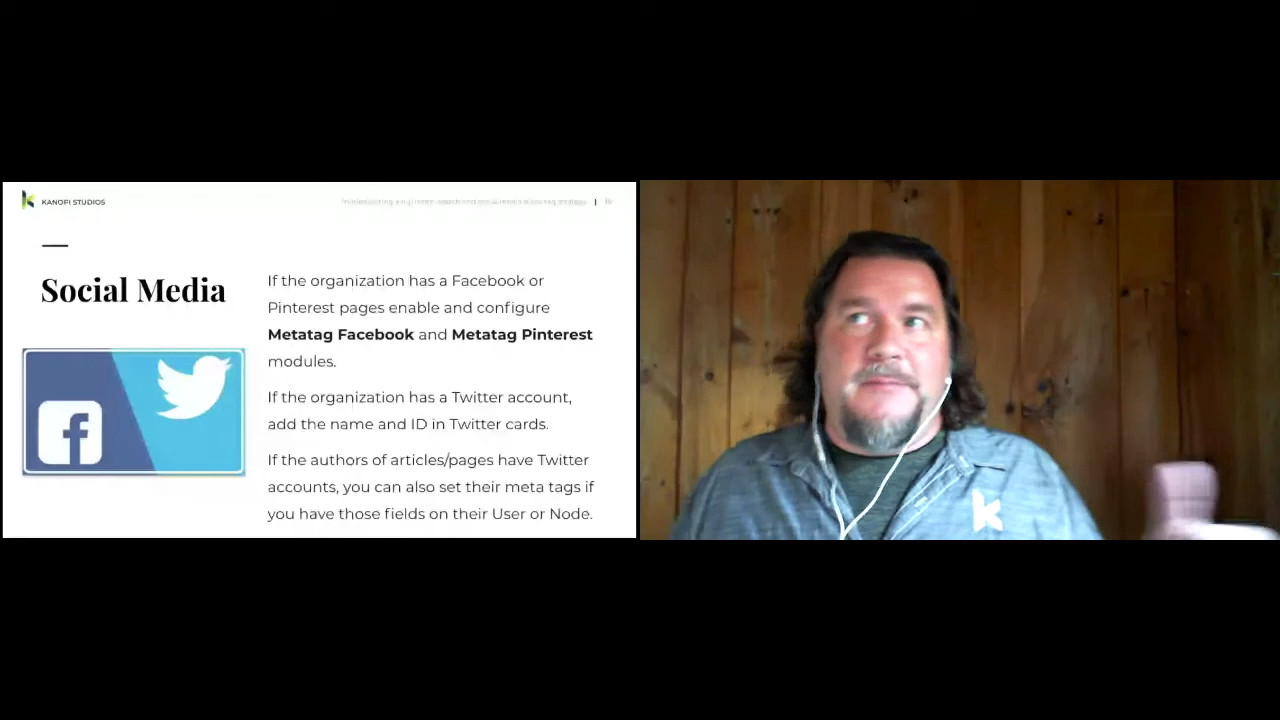 KANOPI STUDIOS
Social Media
If the organization has a Facebook or
Pinterest pages enable and configure
Metatag Facebook and Metatag Pinterest
modules.
If the organization has a Twitter account,
add the name and ID in Twitter cards.
If the authors of articles/pages have Twitter
accounts, you can also set their meta tags if
you have those fields on their User or Node.